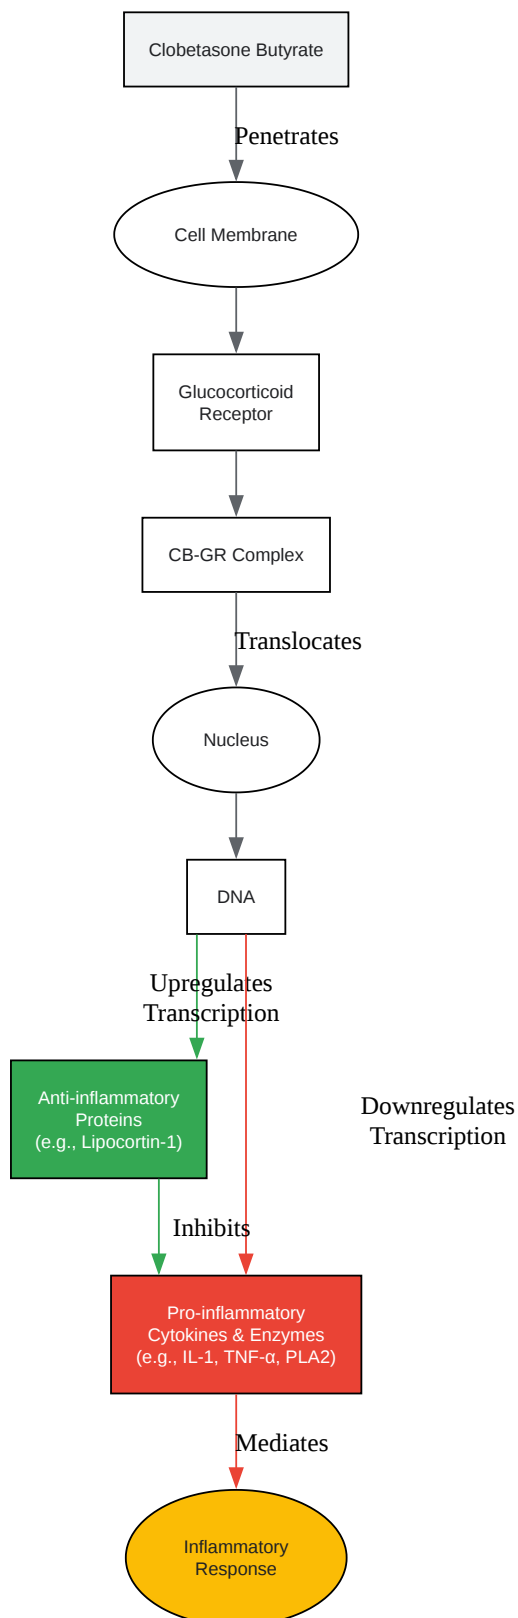 Clobetasone Butyrate
Penetrates
Cell Membrane
Glucocorticoid
Receptor
CB-GR Complex
Translocates
Nucleus
DNA
Upregulates
Transcription
Anti-inflammatory
Proteins
(e.g., Lipocortin-1)
Downregulates
Transcription
Inhibits
Pro-inflammatory
Cytokines & Enzymes
(e.g., IL-1, TNF-α, PLA2)
Mediates
Inflammatory
Response